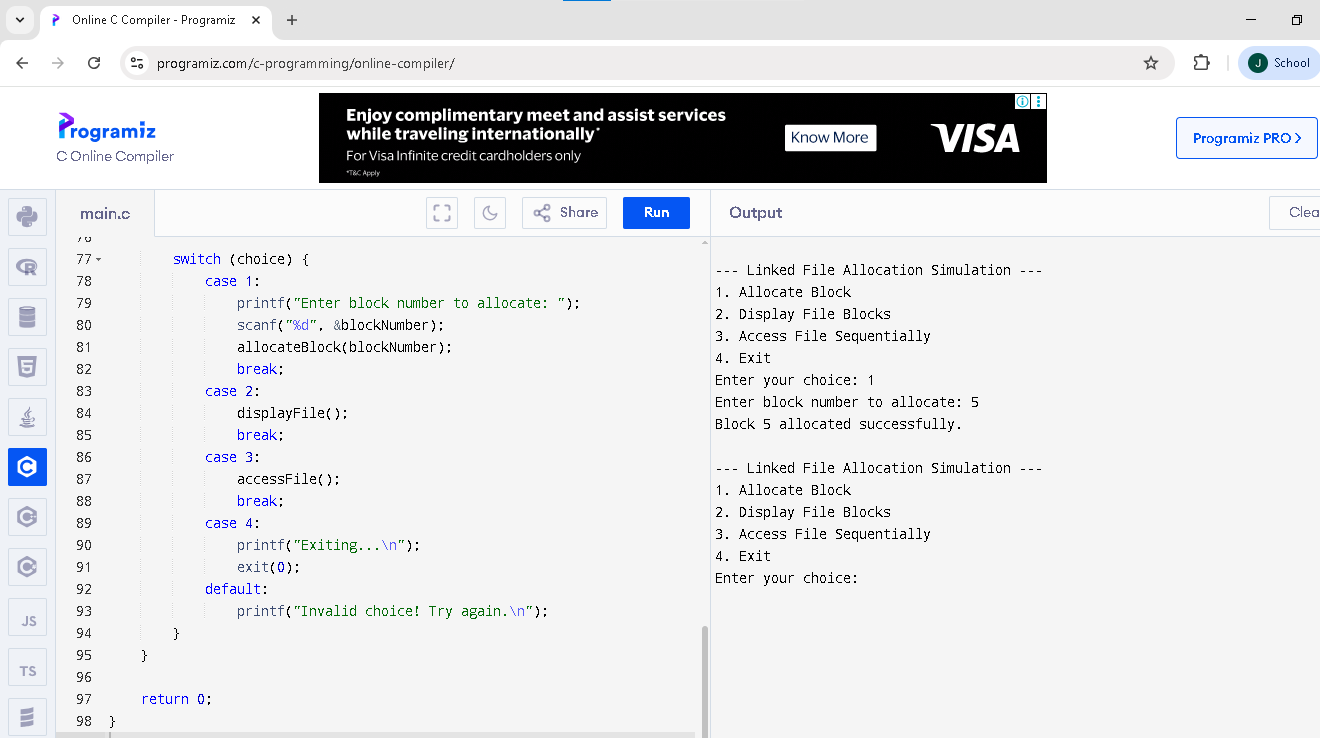 Online C Compiler - Programiz
programiz.com/c-programming/online-compiler/
J School
Programiz
C Online Compiler
Enjoy complimentary meet and assist services
while traveling internationally*
For Visa Infinite credit cardholders only
*T&C Apply
Know More
VISA
Programiz PRO
main.c
Share
Run
Output
Clea
76
77 switch (choice) {
78 case 1:
79 printf("Enter block number to allocate: ");
80 scanf("%d", &blockNumber);
81 allocateBlock(blockNumber);
82 break;
83 case 2:
84 displayFile();
85 break;
86 case 3:
87 accessFile();
88 break;
89 case 4:
90 printf("Exiting...\n");
91 exit(0);
92 default:
93 printf("Invalid choice! Try again.\n");
94 }
95 }
96
97 return 0;
98 }
--- Linked File Allocation Simulation ---
1. Allocate Block
2. Display File Blocks
3. Access File Sequentially
4. Exit
Enter your choice: 1
Enter block number to allocate: 5
Block 5 allocated successfully.
--- Linked File Allocation Simulation ---
1. Allocate Block
2. Display File Blocks
3. Access File Sequentially
4. Exit
Enter your choice:
JS
TS